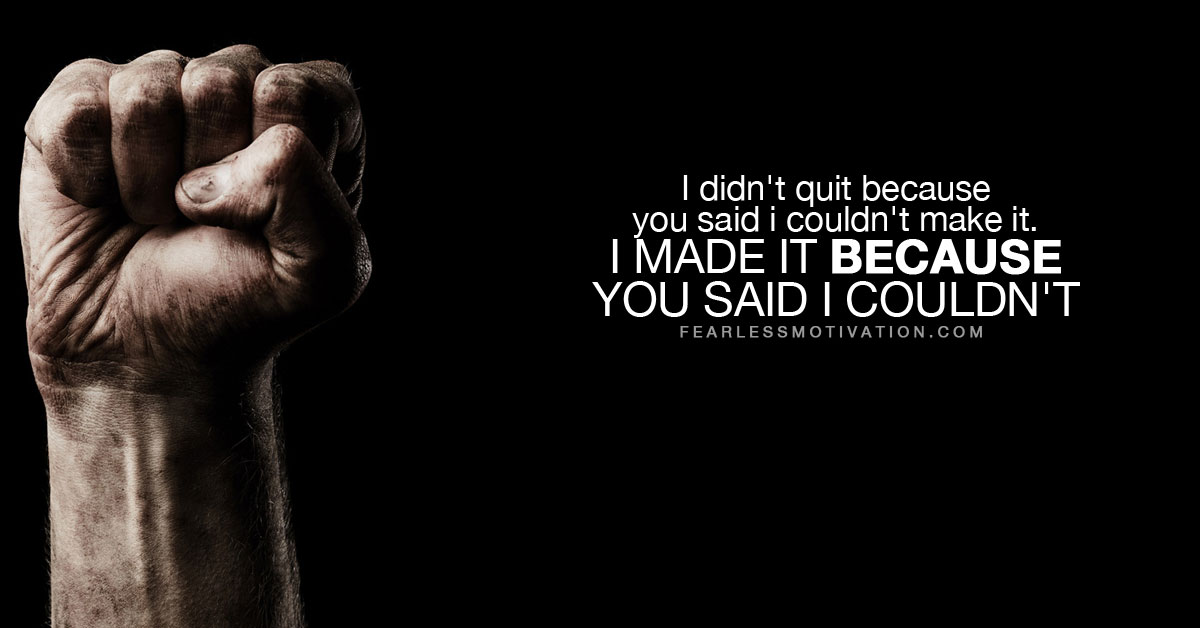 I didn't quit because
you said i couldn't make it.
I MADE IT BECAUSE
YOU SAID I COULDN'T
FEARLESSMOTIVATION.COM